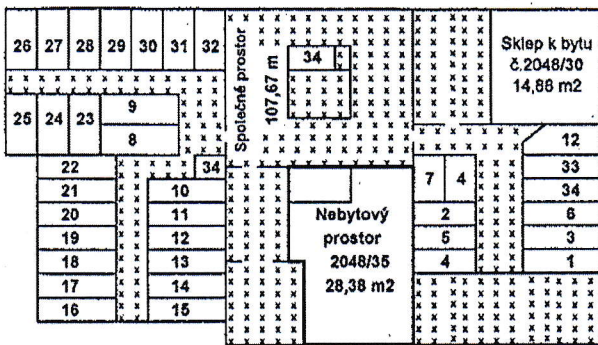 26 27 28 29 30 31 32
25 24 23 9
8
22
21
20
19
18
17
16
34
10
11
12
13
14
15
Společné prostor
107,67 m
34
Nebytový
prostor
2048/35
28,38 m2
7 4
2
5
4
Sklep k bytu
č.2048/30
14,88 m2
12
33
34
6
3
1